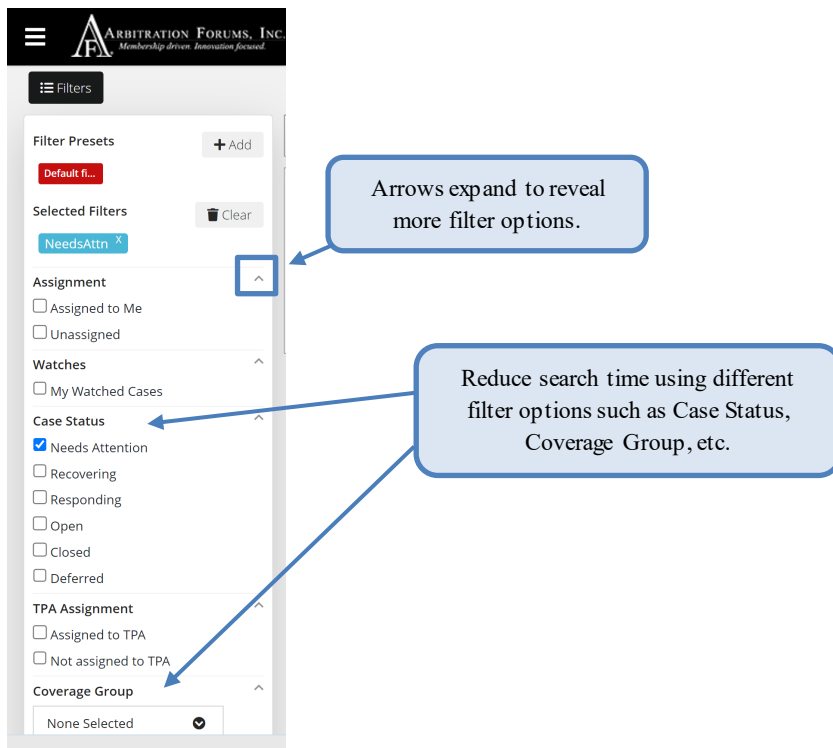 ARBITRATION FORUMS, INC.
Membership driven. Innovation focused.
Filters
Filter Presets
Add
Default fi...
Selected Filters
Clear
NeedsAttn X
Assignment
Assigned to Me
Unassigned
Watches
My Watched Cases
Case Status
Needs Attention
Recovering
Responding
Open
Closed
Deferred
TPA Assignment
Assigned to TPA
Not assigned to TPA
Coverage Group
None Selected
Arrows expand to reveal
more filter options.
Reduce search time using different
filter options such as Case Status,
Coverage Group, etc.